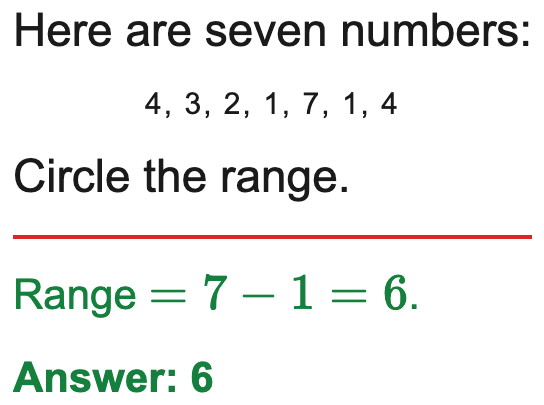 Here are seven numbers:
4, 3, 2, 1, 7, 1, 4
Circle the range.
Range = 7 − 1 = 6.
Answer: 6